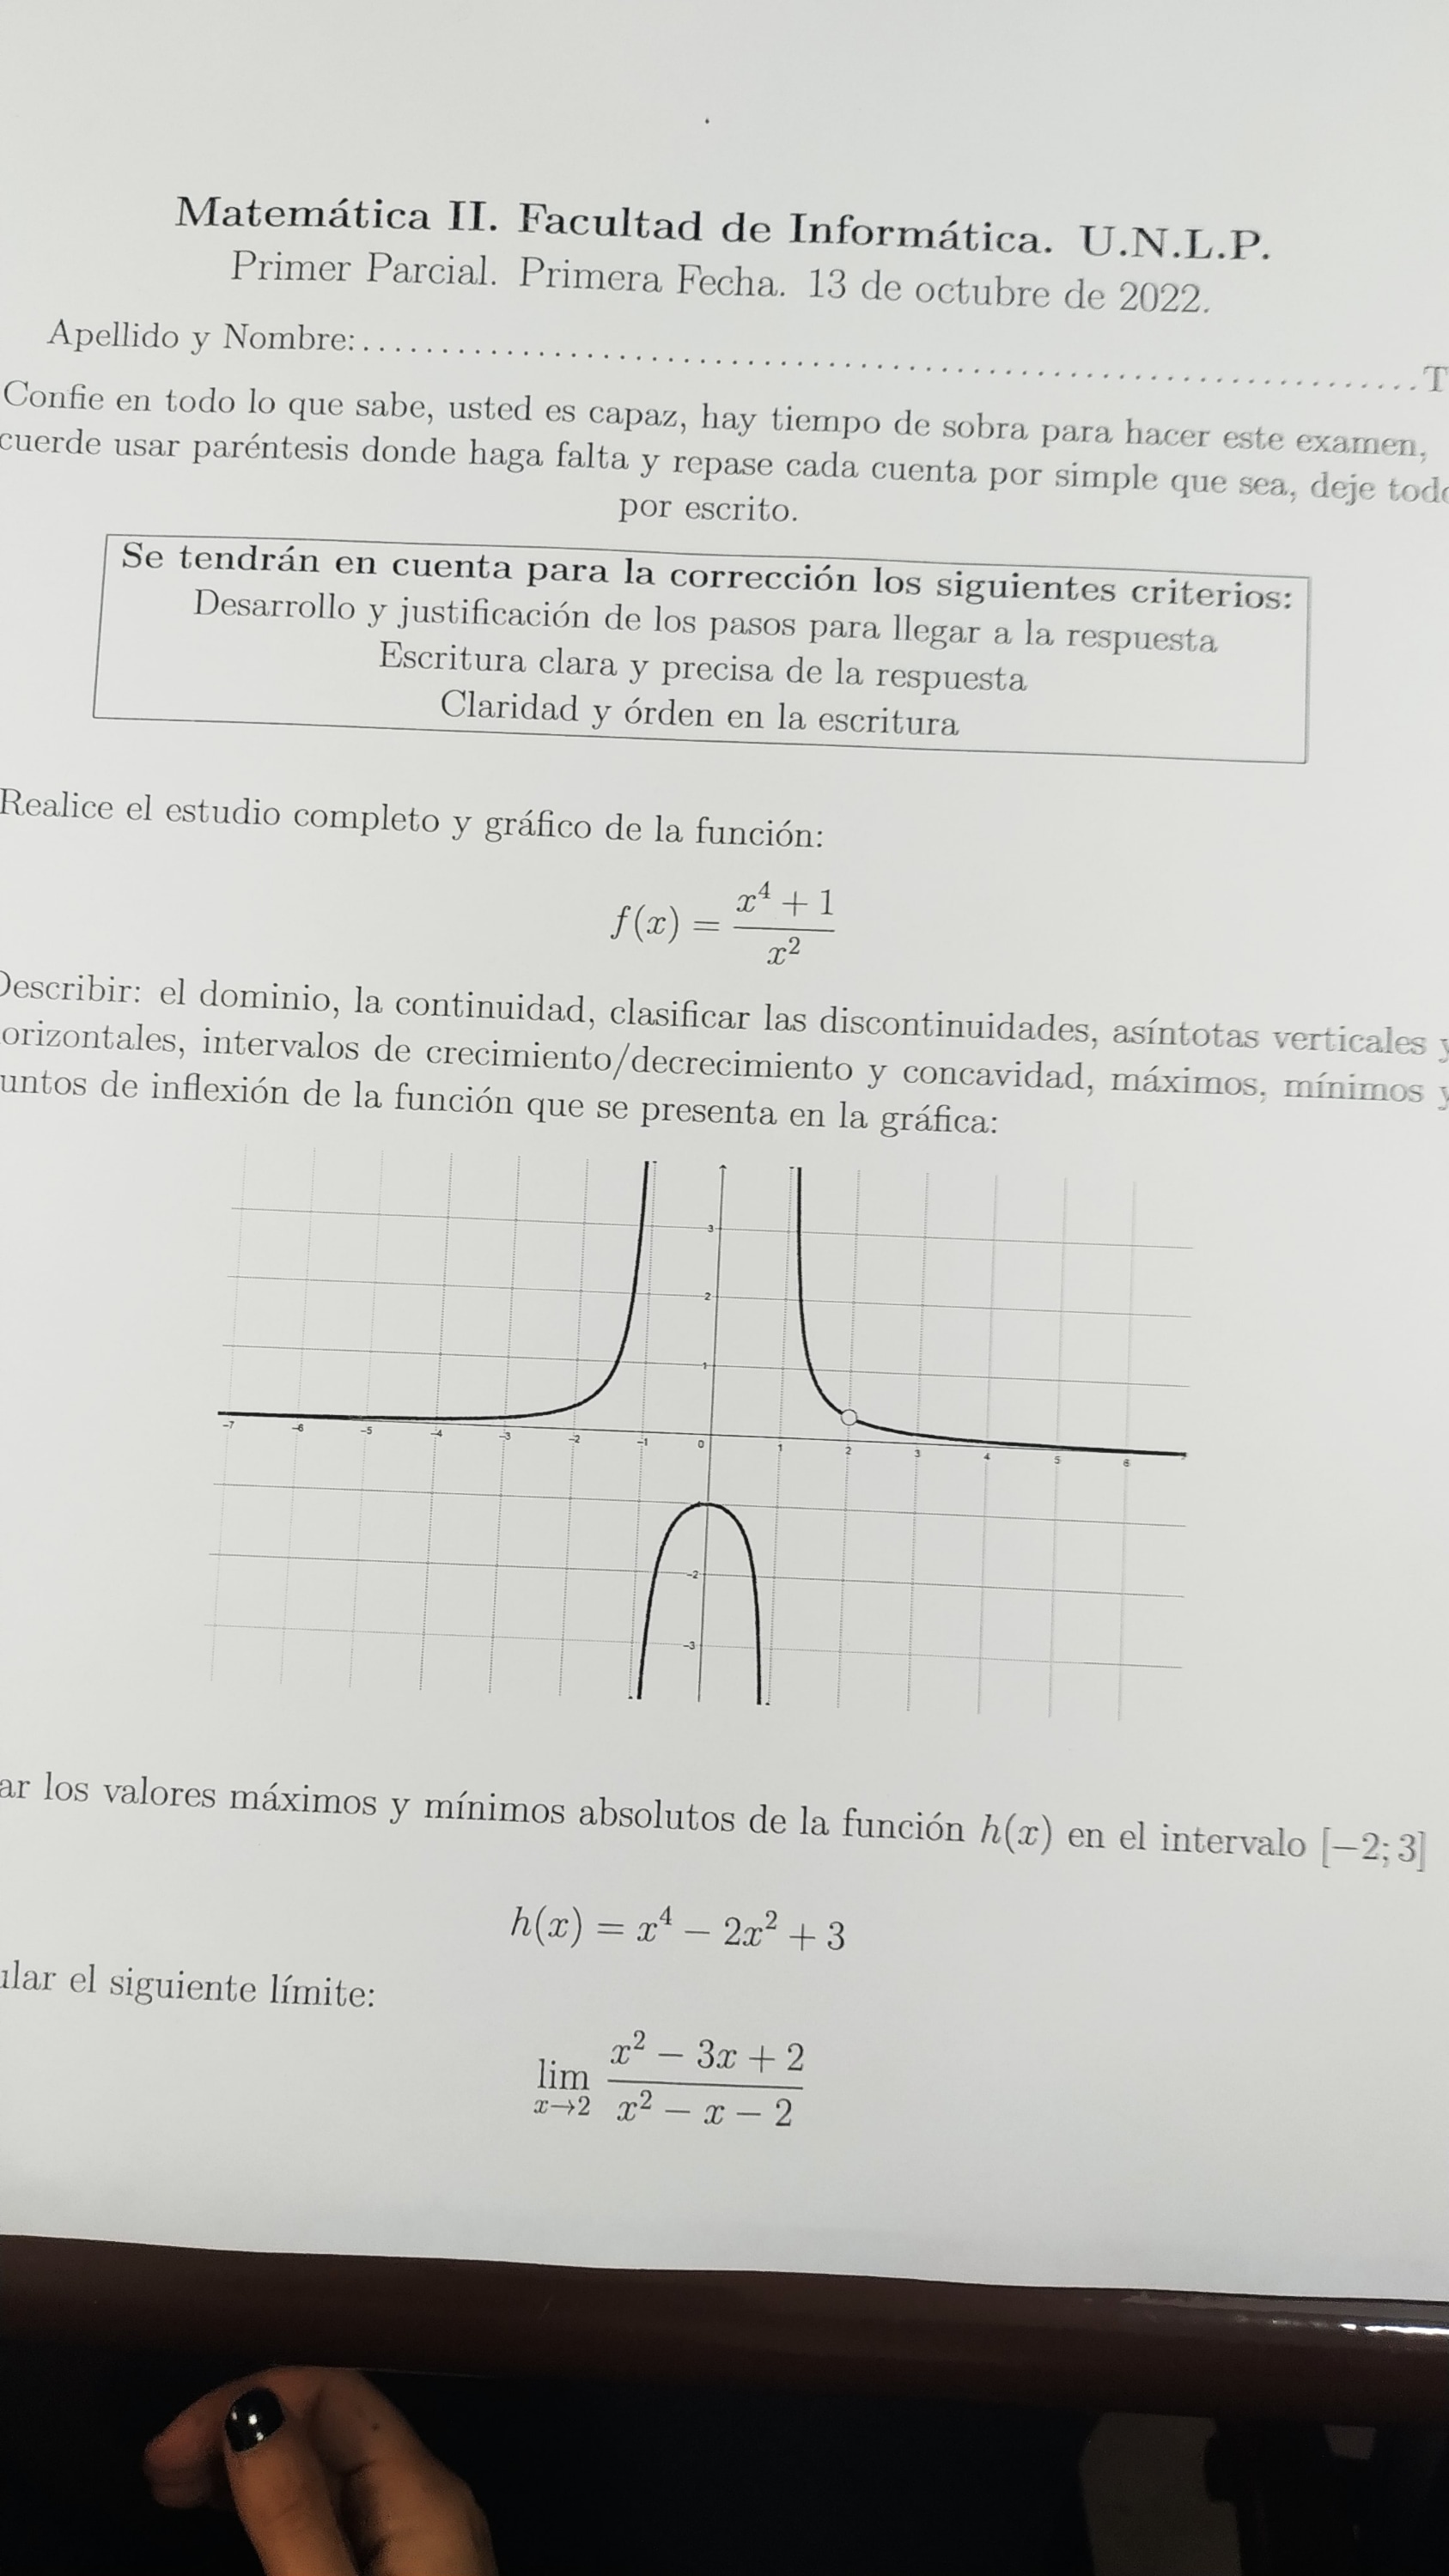 Matemática II. Facultad de Informática. U.N.L.P.
Primer Parcial. Primera Fecha. 13 de octubre de 2022.
Apellido y Nombre:...............................................................................T
Confie en todo lo que sabe, usted es capaz, hay tiempo de sobra para hacer este examen,
cuerde usar paréntesis donde haga falta y repase cada cuenta por simple que sea, deje todo
por escrito.
Se tendrán en cuenta para la corrección los siguientes criterios:
Desarrollo y justificación de los pasos para llegar a la respuesta
Escritura clara y precisa de la respuesta
Claridad y órden en la escritura
Realice el estudio completo y gráfico de la función:
f(x) = \frac{x^4 + 1}{x^2}
Describir: el dominio, la continuidad, clasificar las discontinuidades, asíntotas verticales y
orizontales, intervalos de crecimiento/decrecimiento y concavidad, máximos, mínimos y
untos de inflexión de la función que se presenta en la gráfica:
3
2
1
-7 -6 -5 -4 -3 -2 -1 0 1 2 3 4 5 6
-2
-3
ar los valores máximos y mínimos absolutos de la función h(x) en el intervalo [−2; 3]
h(x) = x^4 − 2x^2 + 3
ular el siguiente límite:
\lim_{x→2} \frac{x^2 − 3x + 2}{x^2 − x − 2}